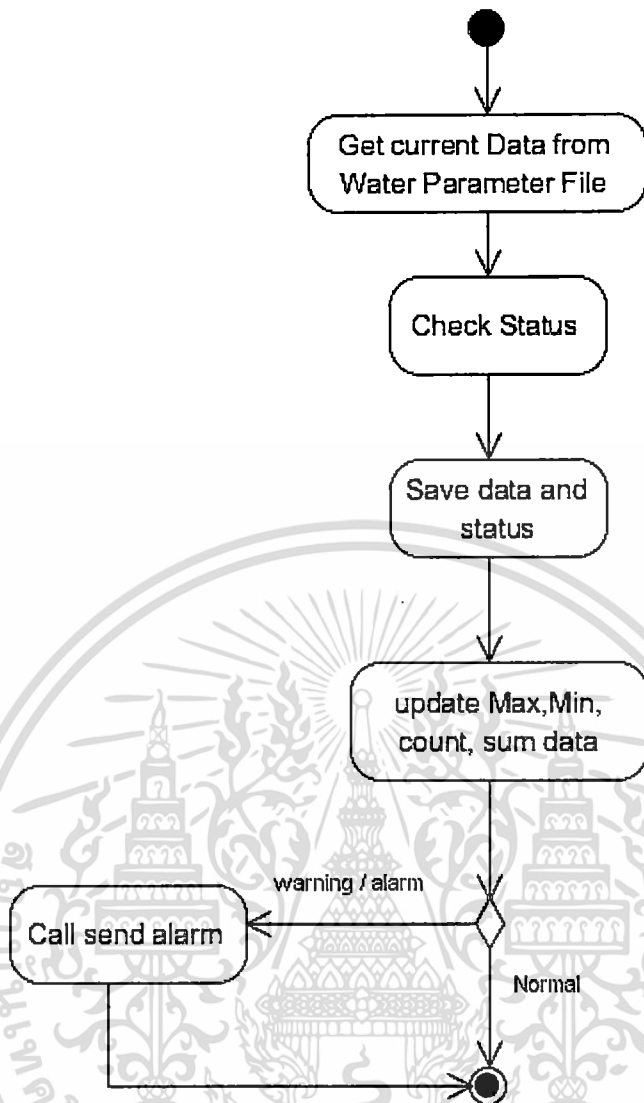 Get current Data from
Water Parameter File
Check Status
Save data and
status
update Max,Min,
count, sum data
warning / alarm
Call send alarm
Normal